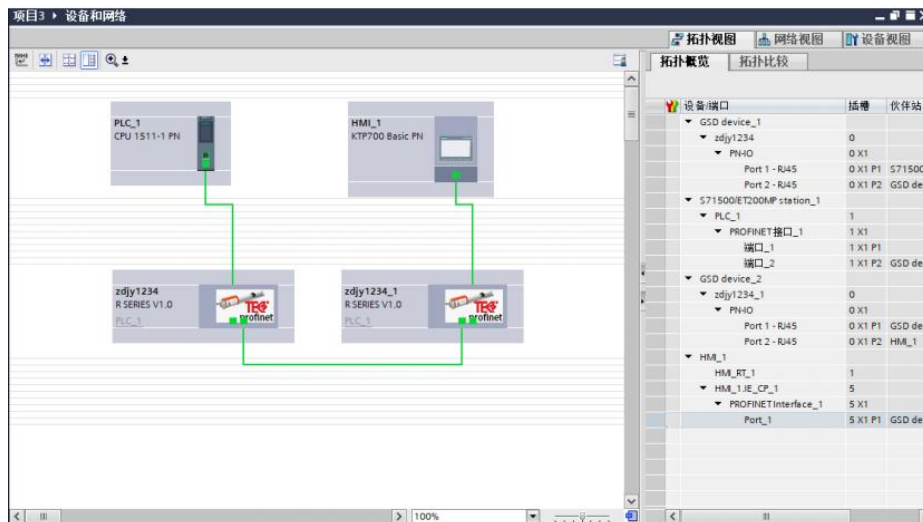 项目3 ▸ 设备和网络
拓扑视图 网络视图 设备视图
拓扑概览 拓扑比较
设备/端口 插槽 伙伴站
GSD device_1
zdjy1234 0
PN-IO 0 X1
Port 1 - RJ45 0 X1 P1 S71500
Port 2 - RJ45 0 X1 P2 GSD de
S71500/ET200MP station_1
PLC_1 1
PROFINET接口_1 1 X1
端口_1 1 X1 P1
端口_2 1 X1 P2 GSD de
GSD device_2
zdjy1234_1 0
PN-IO 0 X1
Port 1 - RJ45 0 X1 P1 GSD de
Port 2 - RJ45 0 X1 P2 HMI_1
HMI_1
HMI_RT_1 1
HMI_1.IE_CP_1 5
PROFINET Interface_1 5 X1
Port_1 5 X1 P1 GSD de
PLC_1
CPU 1511-1 PN
HMI_1
KTP700 Basic PN
zdjy1234
R SERIES V1.0
PLC_1
profinet
zdjy1234_1
R SERIES V1.0
PLC_1
profinet
100%